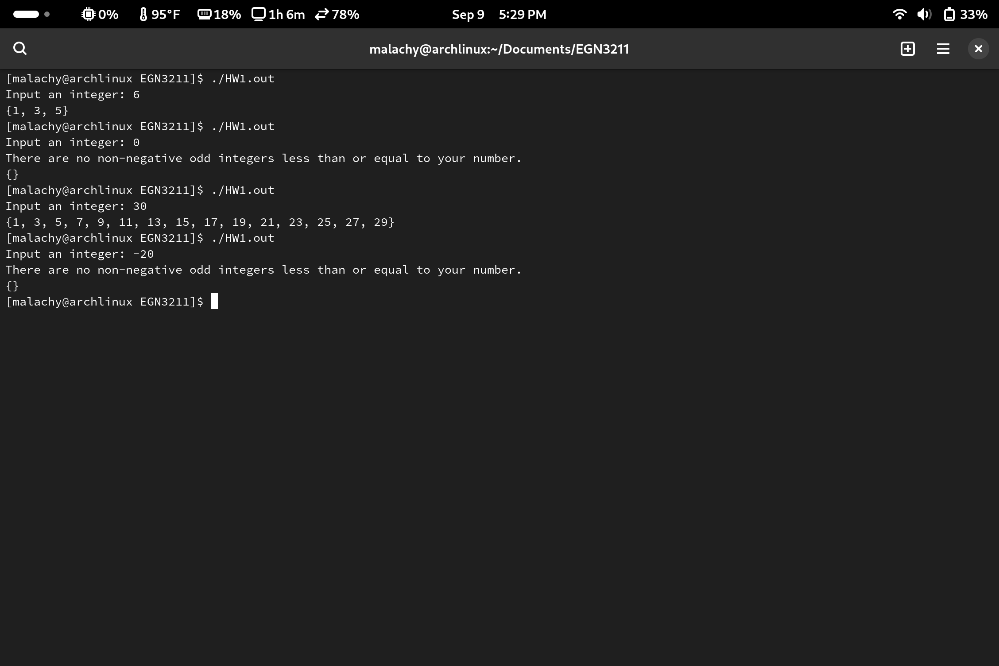 0% 95°F 18% 1h 6m 78% Sep 9 5:29 PM 33%
malachy@archlinux:~/Documents/EGN3211
[malachy@archlinux EGN3211]$ ./HW1.out
Input an integer: 6
{1, 3, 5}
[malachy@archlinux EGN3211]$ ./HW1.out
Input an integer: 0
There are no non-negative odd integers less than or equal to your number.
{}
[malachy@archlinux EGN3211]$ ./HW1.out
Input an integer: 30
{1, 3, 5, 7, 9, 11, 13, 15, 17, 19, 21, 23, 25, 27, 29}
[malachy@archlinux EGN3211]$ ./HW1.out
Input an integer: -20
There are no non-negative odd integers less than or equal to your number.
{}
[malachy@archlinux EGN3211]$